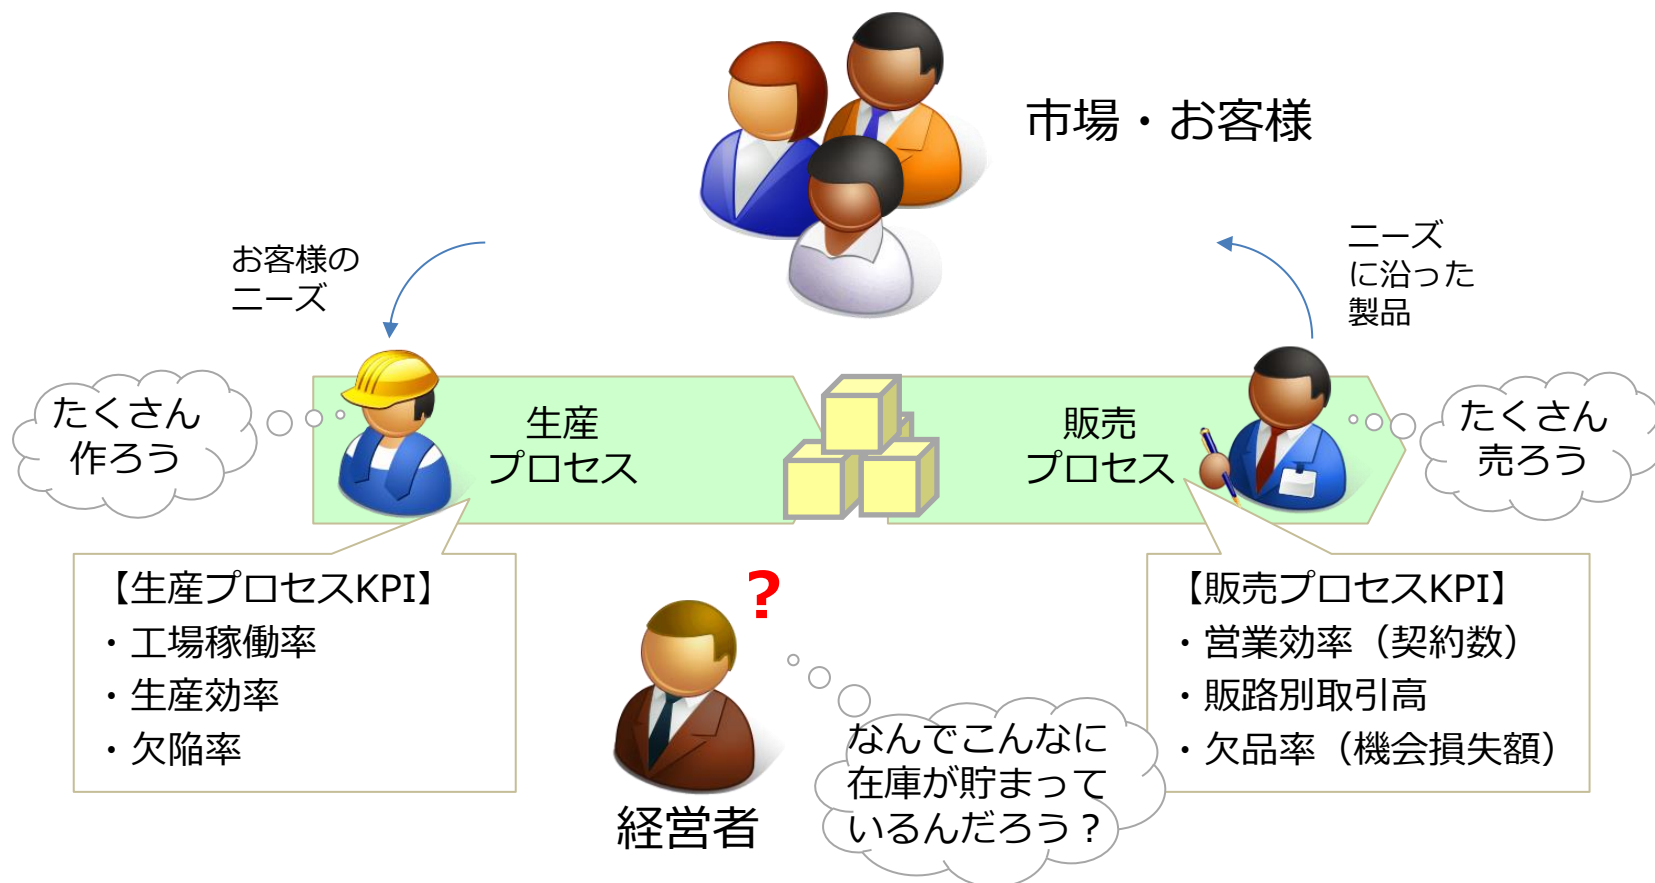 市場・お客様
お客様の
ニーズ
ニーズ
に沿った
製品
たくさん
作ろう
生産
プロセス
販売
プロセス
たくさん
売ろう
【生産プロセスKPI】
・工場稼働率
・生産効率
・欠陥率
?
経営者
なんでこんなに
在庫が貯まって
いるんだろう？
【販売プロセスKPI】
・営業効率（契約数）
・販路別取引高
・欠品率（機会損失額）